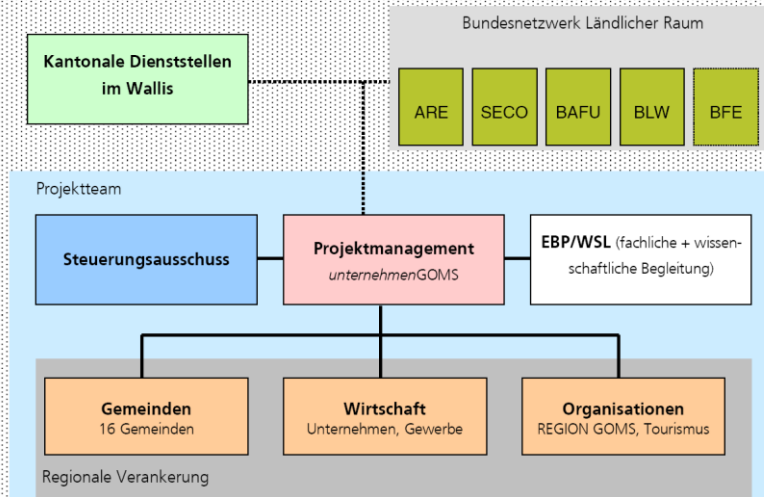 Bundesnetzwerk Ländlicher Raum
Kantonale Dienststellen
im Wallis
ARE
SECO
BAFU
BLW
BFE
Projektteam
Steuerungsausschuss
Projektmanagement
unternehmenGOMS
EBP/WSL (fachliche + wissen-
schaftliche Begleitung)
Gemeinden
16 Gemeinden
Wirtschaft
Unternehmen, Gewerbe
Organisationen
REGION GOMS, Tourismus
Regionale Verankerung